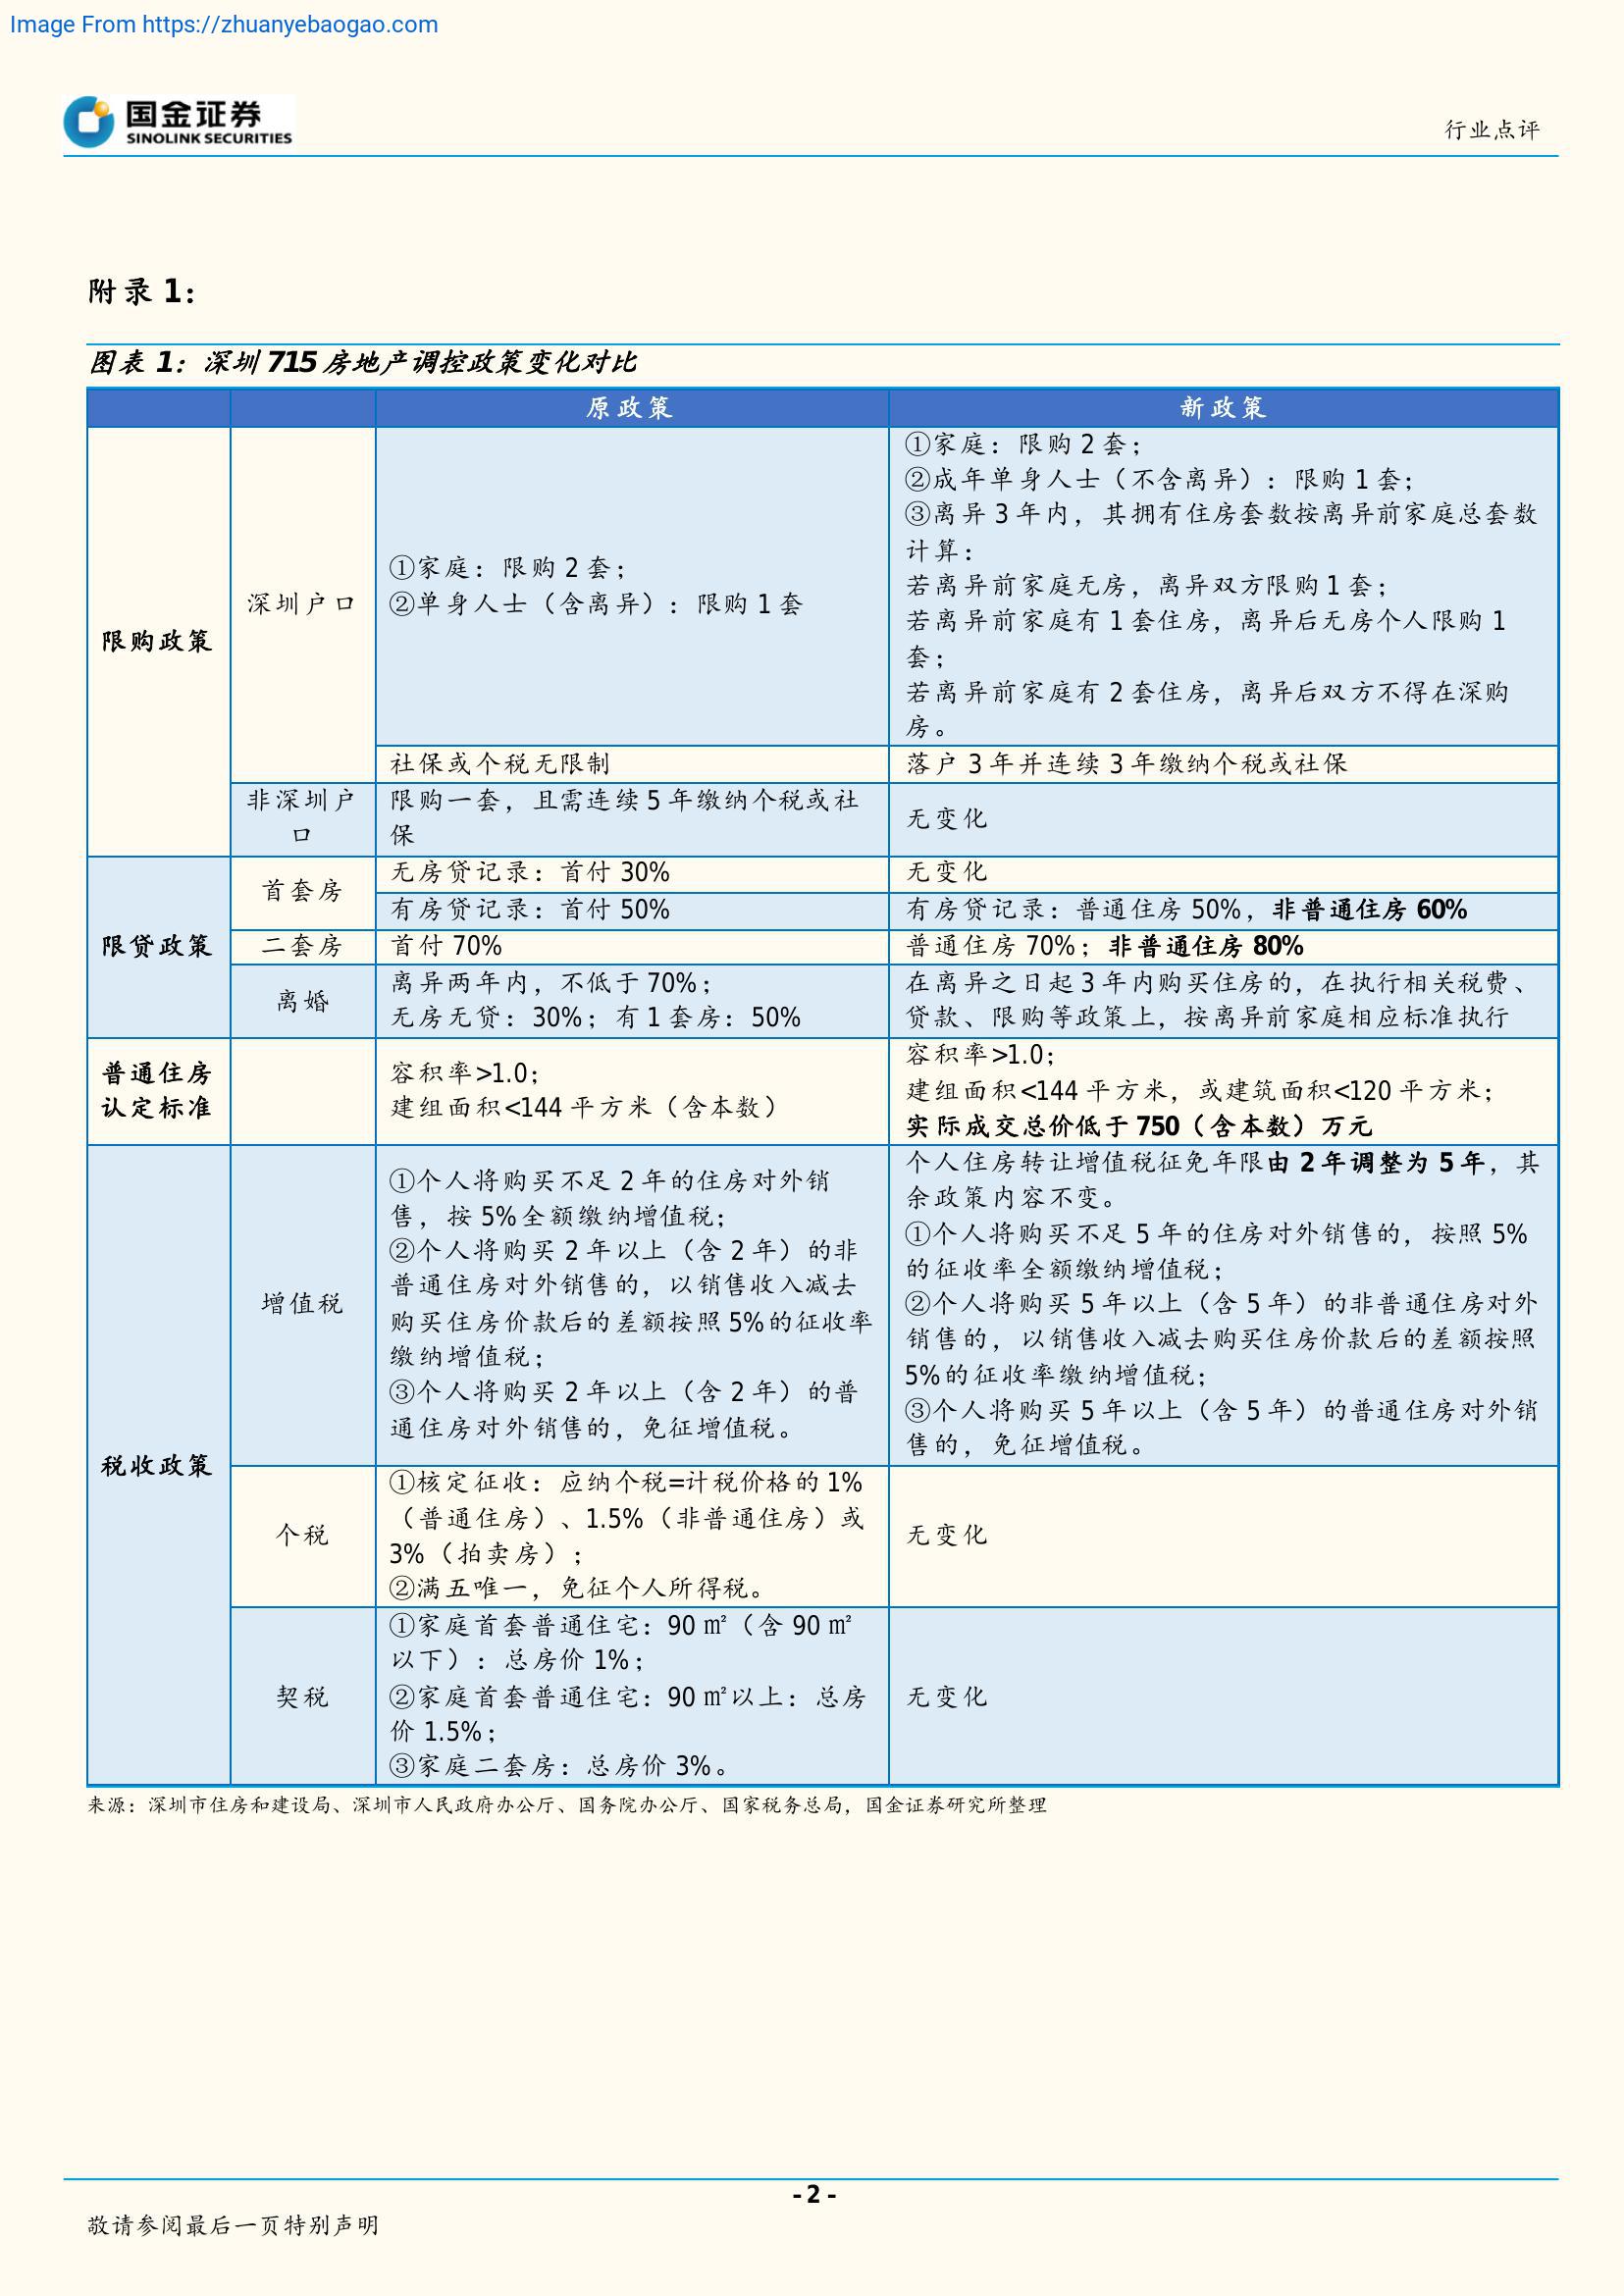 Image From https://zhuanyebaogao.com
国金证券
SINOLINK SECURITIES
行业点评
附录 1：
图表 1：深圳 715 房地产调控政策变化对比
原政策
新政策
限购政策
深圳户口
①家庭：限购 2 套；
②单身人士（含离异）：限购 1 套
①家庭：限购 2 套；
②成年单身人士（不含离异）：限购 1 套；
③离异 3 年内，其拥有住房套数按离异前家庭总套数
计算：
若离异前家庭无房，离异双方限购 1 套；
若离异前家庭有 1 套住房，离异后无房个人限购 1
套；
若离异前家庭有 2 套住房，离异后双方不得在深购
房。
社保或个税无限制
落户 3 年并连续 3 年缴纳个税或社保
非深圳户
口
限购一套，且需连续 5 年缴纳个税或社
保
无变化
限贷政策
首套房
无房贷记录：首付 30%
无变化
有房贷记录：首付 50%
有房贷记录：普通住房 50%，非普通住房 60%
二套房
首付 70%
普通住房 70%；非普通住房 80%
离婚
离异两年内，不低于 70%；
无房无贷：30%；有 1 套房：50%
在离异之日起 3 年内购买住房的，在执行相关税费、
贷款、限购等政策上，按离异前家庭相应标准执行
普通住房
认定标准
容积率>1.0；
建组面积<144 平方米（含本数）
容积率>1.0；
建组面积<144 平方米，或建筑面积<120 平方米；
实际成交总价低于 750（含本数）万元
税收政策
增值税
①个人将购买不足 2 年的住房对外销
售，按 5%全额缴纳增值税；
②个人将购买 2 年以上（含 2 年）的非
普通住房对外销售的，以销售收入减去
购买住房价款后的差额按照 5%的征收率
缴纳增值税；
③个人将购买 2 年以上（含 2 年）的普
通住房对外销售的，免征增值税。
个人住房转让增值税征免年限由 2 年调整为 5 年，其
余政策内容不变。
①个人将购买不足 5 年的住房对外销售的，按照 5%
的征收率全额缴纳增值税；
②个人将购买 5 年以上（含 5 年）的非普通住房对外
销售的，以销售收入减去购买住房价款后的差额按照
5%的征收率缴纳增值税；
③个人将购买 5 年以上（含 5 年）的普通住房对外销
售的，免征增值税。
个税
①核定征收：应纳个税=计税价格的 1%
（普通住房）、1.5%（非普通住房）或
3%（拍卖房）；
②满五唯一，免征个人所得税。
无变化
契税
①家庭首套普通住宅：90 ㎡（含 90 ㎡
以下）：总房价 1%；
②家庭首套普通住宅：90 ㎡以上：总房
价 1.5%；
③家庭二套房：总房价 3%。
无变化
来源：深圳市住房和建设局、深圳市人民政府办公厅、国务院办公厅、国家税务总局，国金证券研究所整理
- 2 -
敬请参阅最后一页特别声明